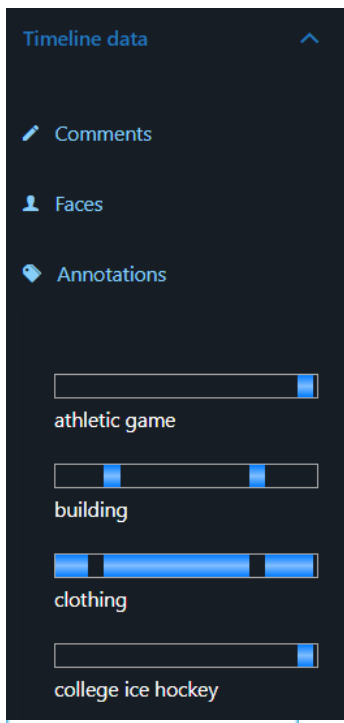 Timeline data
Comments
Faces
Annotations
athletic game
building
clothing
college ice hockey